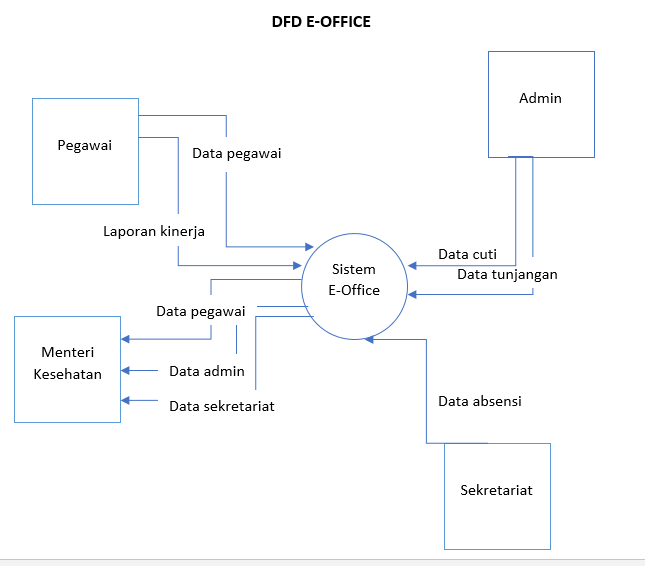 DFD E-OFFICE
Admin
Pegawai
Data pegawai
Laporan kinerja
Data cuti
Sistem
E-Office
Data tunjangan
Data pegawai
Menteri
Kesehatan
Data admin
Data sekretariat
Data absensi
Sekretariat